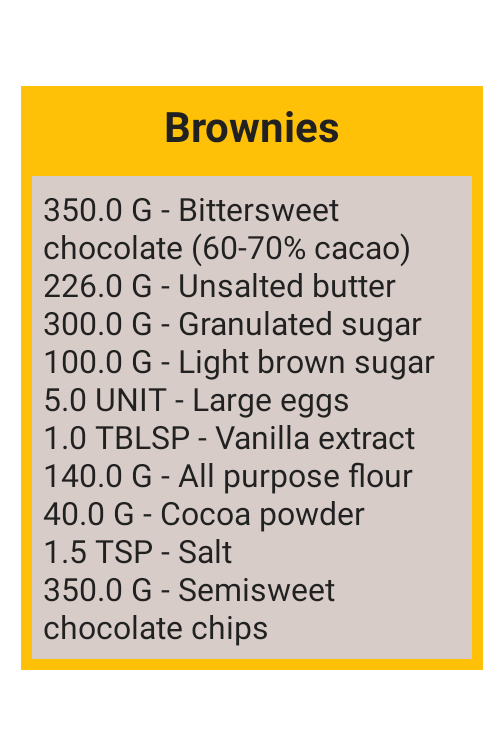 Brownies
350.0 G - Bittersweet
chocolate (60-70% cacao)
226.0 G - Unsalted butter
300.0 G - Granulated sugar
100.0 G - Light brown sugar
5.0 UNIT - Large eggs
1.0 TBLSP - Vanilla extract
140.0 G - All purpose flour
40.0 G - Cocoa powder
1.5 TSP - Salt
350.0 G - Semisweet
chocolate chips